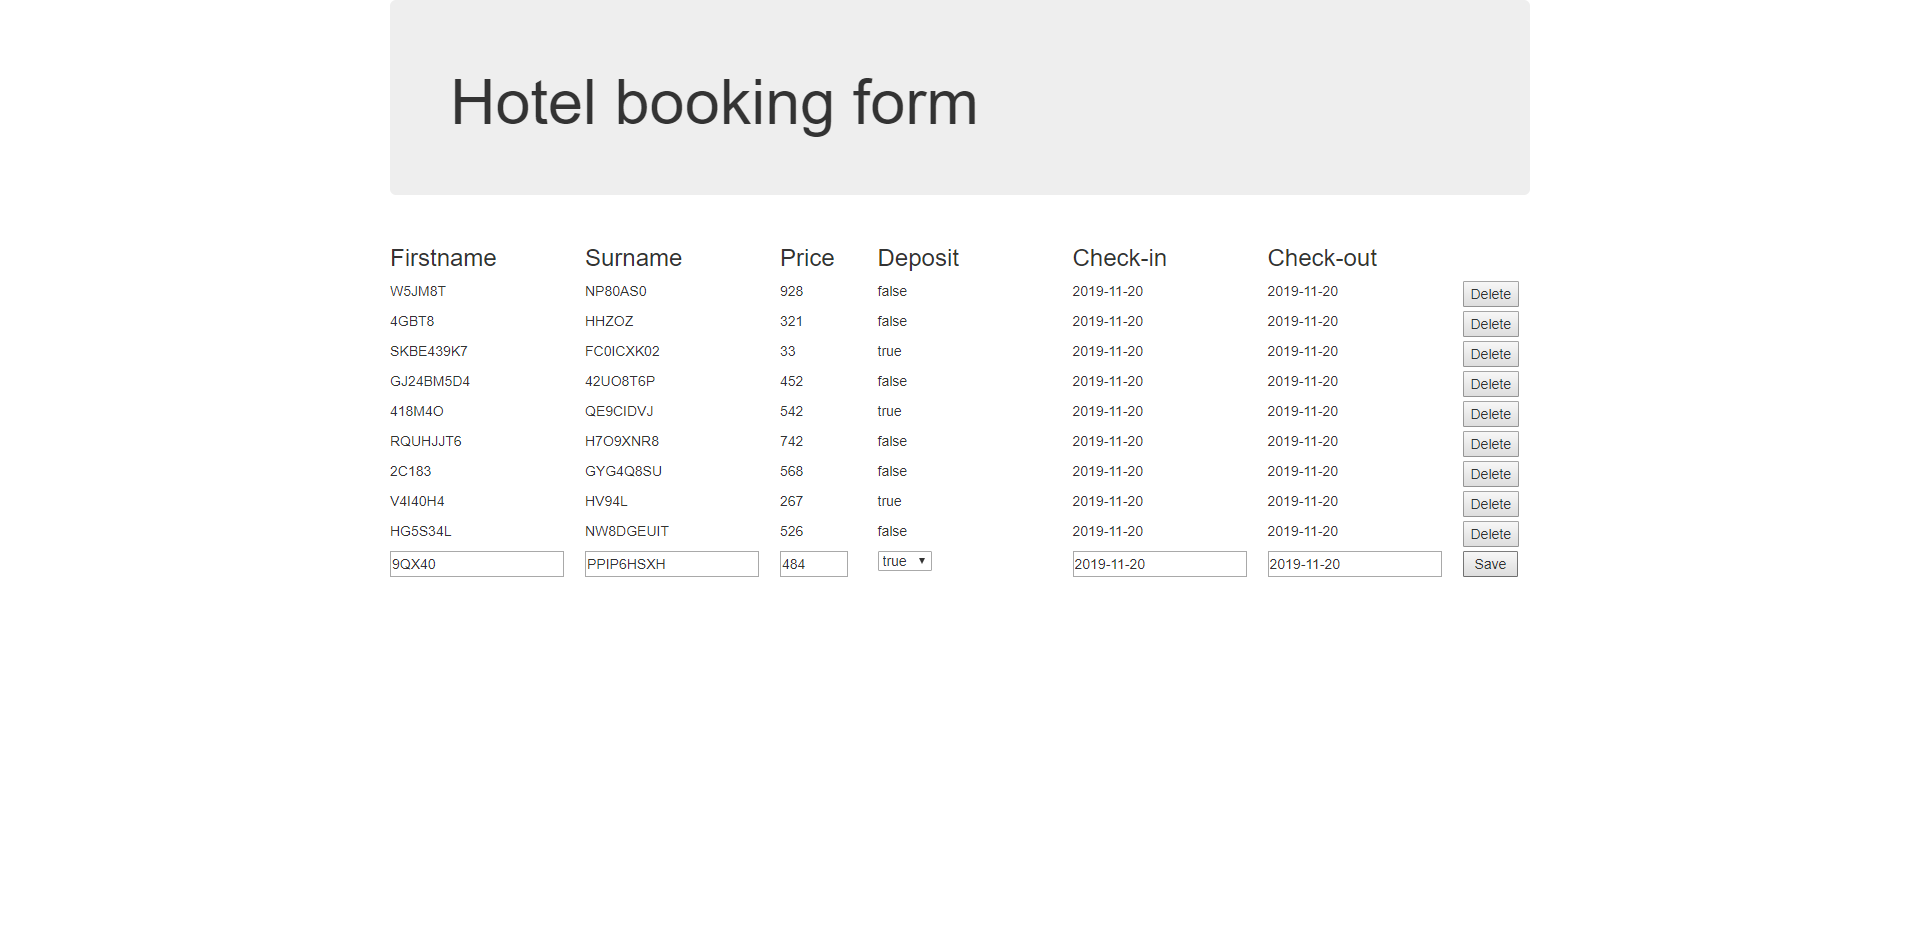 Hotel booking form
Firstname Surname Price Deposit Check-in Check-out
W5JM8T NP80AS0 928 false 2019-11-20 2019-11-20 Delete
4GBT8 HHZOZ 321 false 2019-11-20 2019-11-20 Delete
SKBE439K7 FC0ICXK02 33 true 2019-11-20 2019-11-20 Delete
GJ24BM5D4 42UO8T6P 452 false 2019-11-20 2019-11-20 Delete
418M4O QE9CIDVJ 542 true 2019-11-20 2019-11-20 Delete
RQUHJJT6 H7O9XNR8 742 false 2019-11-20 2019-11-20 Delete
2C183 GYG4Q8SU 568 false 2019-11-20 2019-11-20 Delete
V4I40H4 HV94L 267 true 2019-11-20 2019-11-20 Delete
HG5S34L NW8DGEUIT 526 false 2019-11-20 2019-11-20 Delete
9QX40 PPIP6HSXH 484 true 2019-11-20 2019-11-20 Save